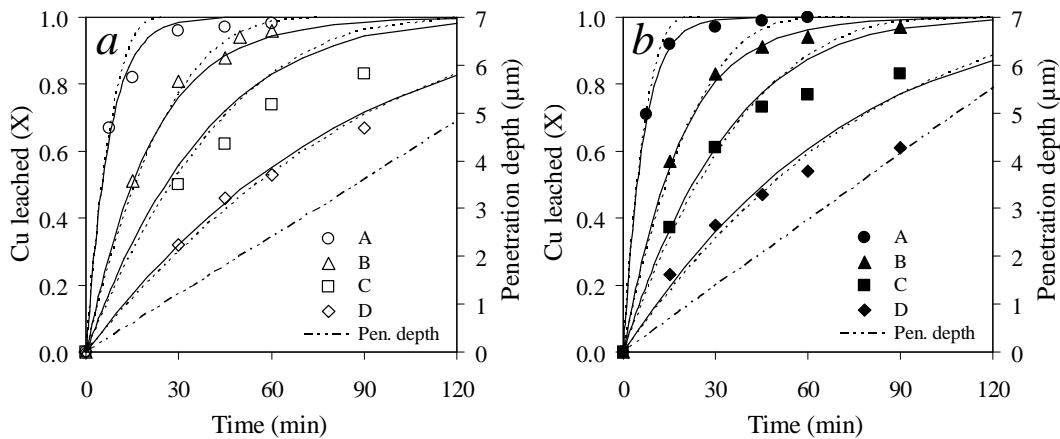 a
1.0
0.8
0.6
0.4
0.2
0.0
Cu leached (X)
7
6
5
4
3
2
1
0
Penetration depth (μm)
A
B
C
D
Pen. depth
0 30 60 90 120
Time (min)
b
1.0
0.8
0.6
0.4
0.2
0.0
Cu leached (X)
7
6
5
4
3
2
1
0
Penetration depth (μm)
A
B
C
D
Pen. depth
0 30 60 90 120
Time (min)